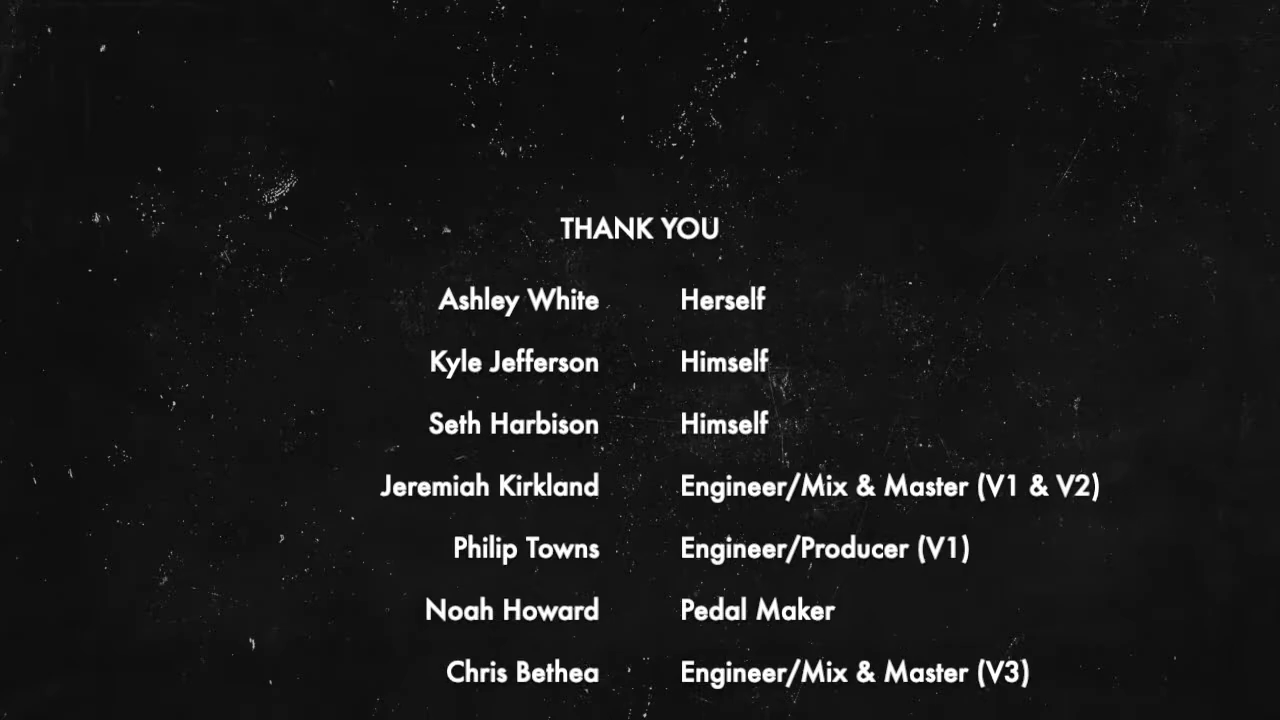 THANK YOU
Ashley White Herself
Kyle Jefferson Himself
Seth Harbison Himself
Jeremiah Kirkland Engineer/Mix & Master (V1 & V2)
Philip Towns Engineer/Producer (V1)
Noah Howard Pedal Maker
Chris Bethea Engineer/Mix & Master (V3)